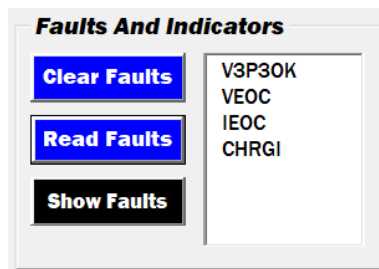 Faults And Indicators
Clear Faults
Read Faults
Show Faults
V3P3OK
VEOC
IEOC
CHRGI